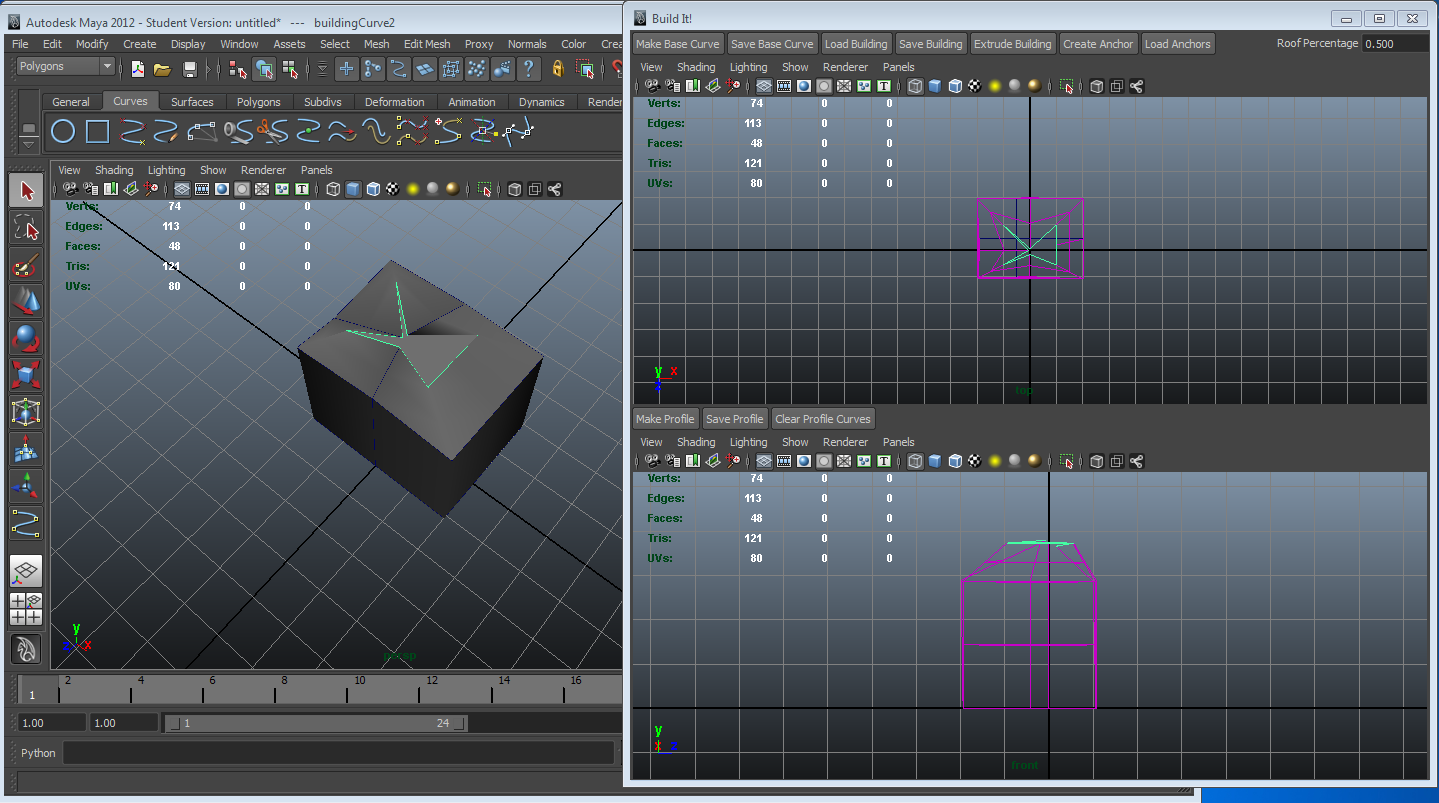 Autodesk Maya 2012 - Student Version: untitled* --- buildingCurve2
File Edit Modify Create Display Window Assets Select Mesh Edit Mesh Proxy Normals Color Crea
Polygons
General Curves Surfaces Polygons Subdivs Deformation Animation Dynamics Render
View Shading Lighting Show Renderer Panels
Verts: 74 0 0
Edges: 113 0 0
Faces: 48 0 0
Tris: 121 0 0
UVs: 80 0 0
y
z x
persp
1 2 4 6 8 10 12 14 16
1.00 1.00 1 24
Python
Build It!
Make Base Curve Save Base Curve Load Building Save Building Extrude Building Create Anchor Load Anchors Roof Percentage 0.500
View Shading Lighting Show Renderer Panels
Verts: 74 0 0
Edges: 113 0 0
Faces: 48 0 0
Tris: 121 0 0
UVs: 80 0 0
y x
z
top
Make Profile Save Profile Clear Profile Curves
View Shading Lighting Show Renderer Panels
Verts: 74 0 0
Edges: 113 0 0
Faces: 48 0 0
Tris: 121 0 0
UVs: 80 0 0
y
x z
front